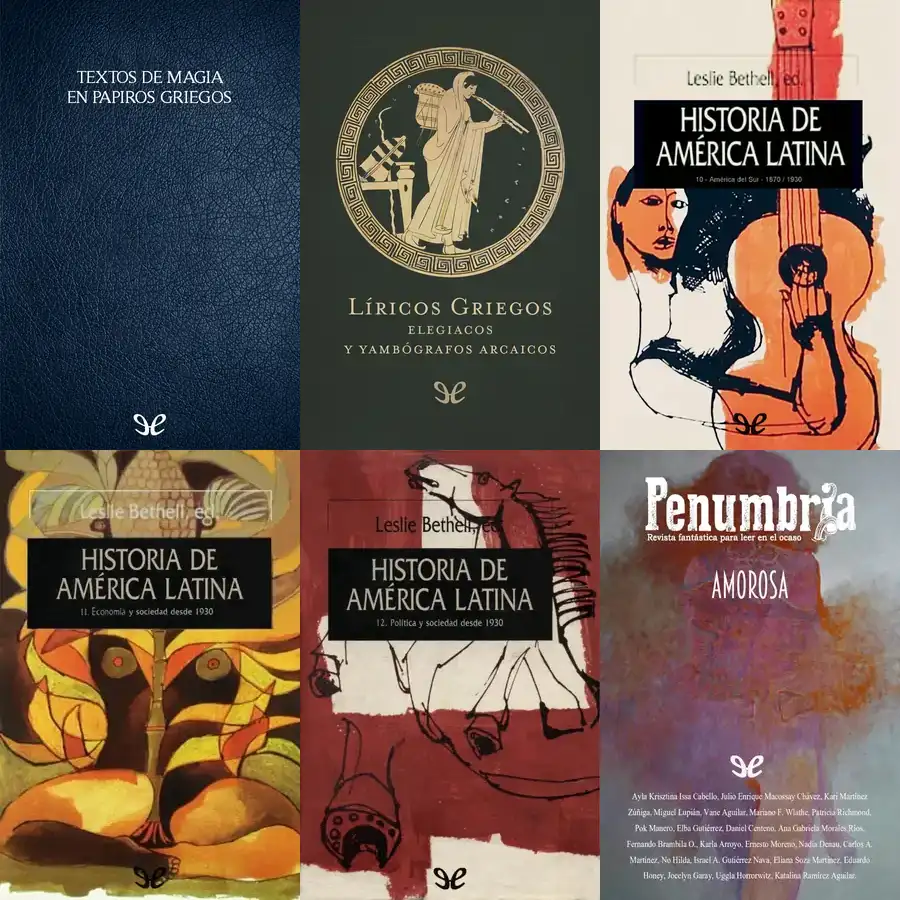 TEXTOS DE MAGIA
EN PAPIROS GRIEGOS
LÍRICOS GRIEGOS
ELEGIACOS
Y YAMBÓGRAFOS ARCAICOS
Leslie Bethell, ed.
HISTORIA DE
AMÉRICA LATINA
10 - América del Sur - 1870 / 1930
Leslie Bethell, ed.
HISTORIA DE
AMÉRICA LATINA
11. Economía y sociedad desde 1930
Leslie Bethell, ed.
HISTORIA DE
AMÉRICA LATINA
12. Política y sociedad desde 1930
Penumbria
Revista fantástica para leer en el ocaso
AMOROSA
Ayla Krisztina Issa Cabello, Julio Enrique Macossay Chávez, Kari Martínez
Zúñiga, Miguel Lupián, Vane Aguilar, Mariano F. Wlathe, Patricia Richmond,
Pok Manero, Elba Gutiérrez, Daniel Centeno, Ana Gabriela Morales Ríos,
Fernando Brambila O., Karla Arroyo, Ernesto Moreno, Nadia Denau, Carlos A.
Martínez, No Hilda, Israel A. Gutiérrez Nava, Eliana Soza Martínez, Eduardo
Honey, Jocelyn Garay, Uggla Horrorwitz, Katalina Ramírez Aguilar.